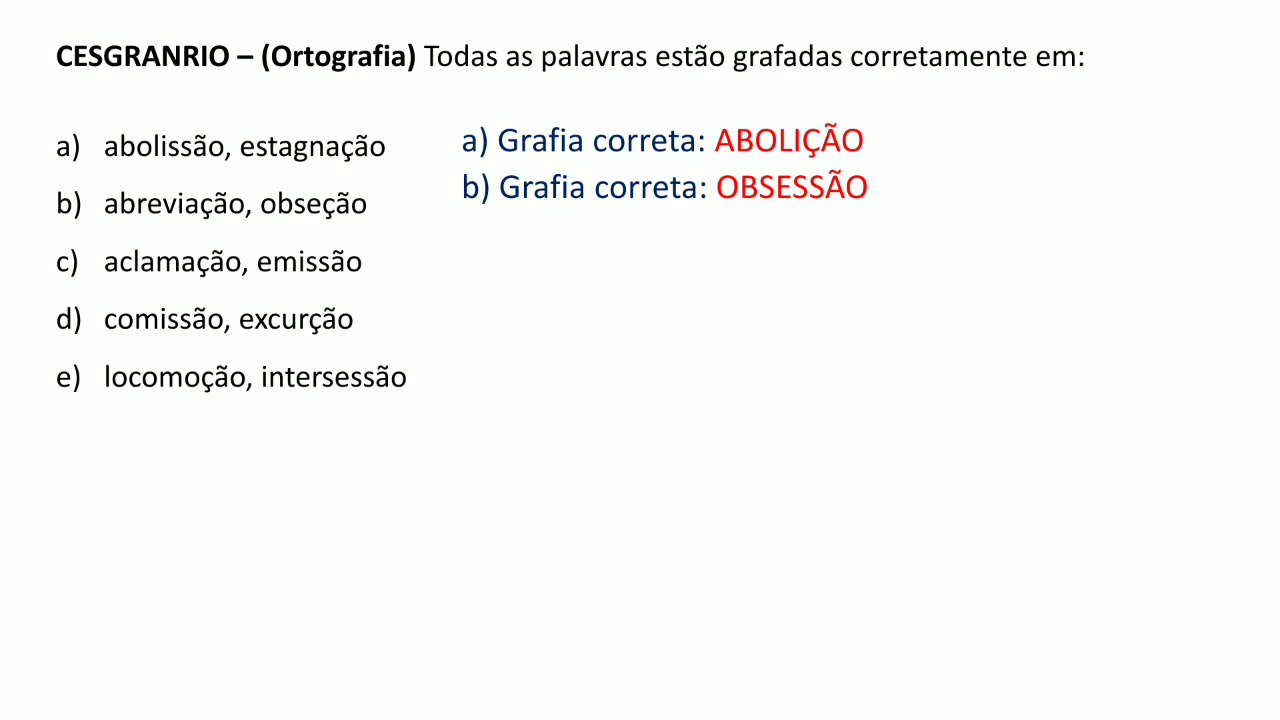 CESGRANRIO – (Ortografia) Todas as palavras estão grafadas corretamente em:
a) abolissão, estagnação
b) abreviação, obseção
c) aclamação, emissão
d) comissão, excurção
e) locomoção, intersessão
a) Grafia correta: ABOLIÇÃO
b) Grafia correta: OBSESSÃO